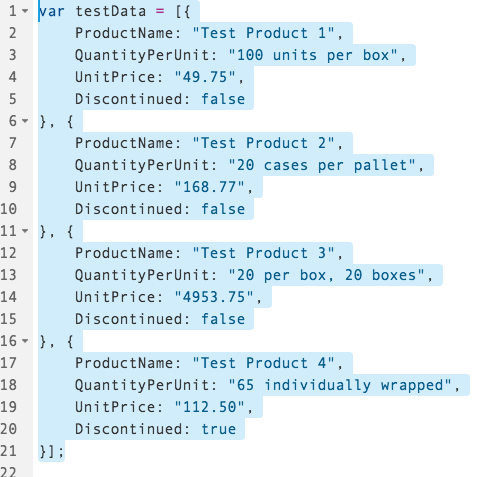 1 var testData = [{
2     ProductName: "Test Product 1",
3     QuantityPerUnit: "100 units per box",
4     UnitPrice: "49.75",
5     Discontinued: false
6 }, {
7     ProductName: "Test Product 2",
8     QuantityPerUnit: "20 cases per pallet",
9     UnitPrice: "168.77",
10     Discontinued: false
11 }, {
12     ProductName: "Test Product 3",
13     QuantityPerUnit: "20 per box, 20 boxes",
14     UnitPrice: "4953.75",
15     Discontinued: false
16 }, {
17     ProductName: "Test Product 4",
18     QuantityPerUnit: "65 individually wrapped",
19     UnitPrice: "112.50",
20     Discontinued: true
21 }];
22